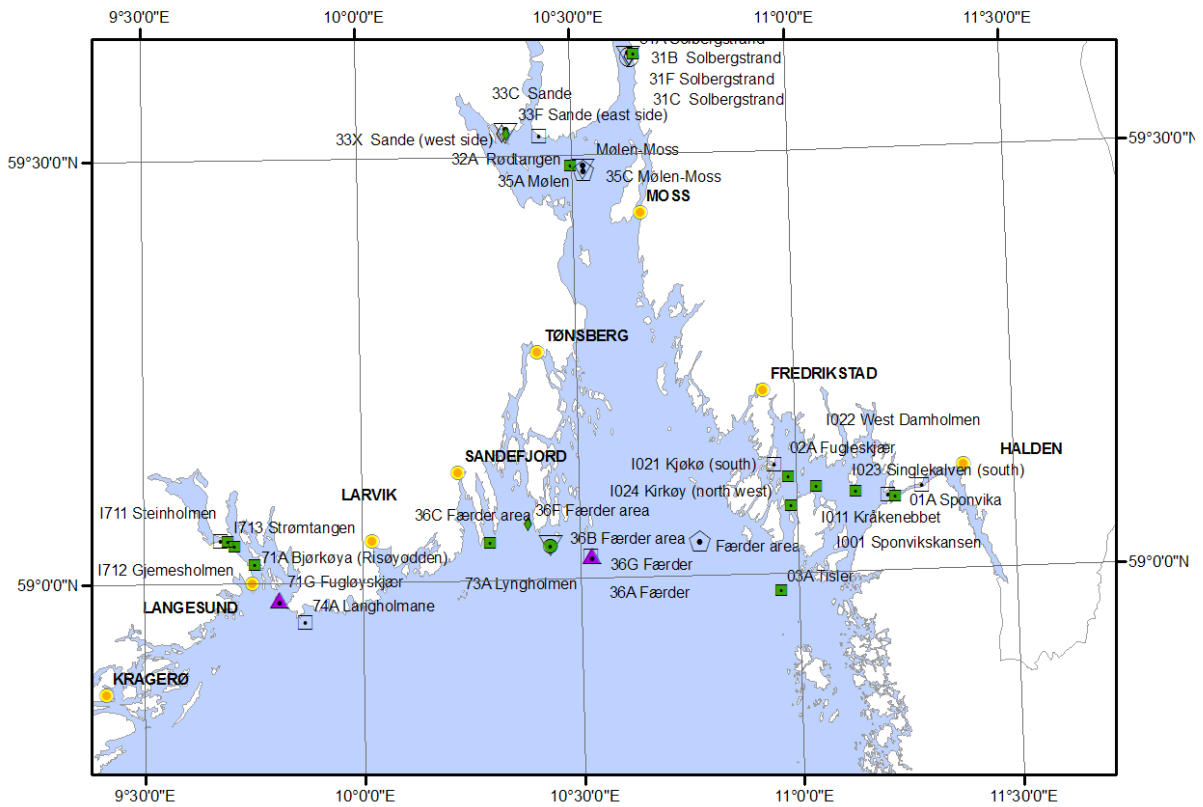 9°30'0"E
10°00'0"E
10°30'0"E
11°00'0"E
11°30'0"E
Solbergstrand
31B Solbergstrand
31F Solbergstrand
31C Solbergstrand
33C Sande
33F Sande (east side)
33X Sande (west side)
59°30'0"N
59°30'0"N
Mølen-Moss
32A Rødtangen
35A Mølen
35C Mølen-Moss
MOSS
TØNSBERG
FREDRIKSTAD
I022 West Damholmen
02A Fugleskjær
HALDEN
SANDEFJORD
I021 Kjøkø (south)
I023 Singlekalven (south)
I024 Kirkøy (north west)
01A Sponvika
LARVIK
I711 Steinholmen
36C Færder area
36F Færder area
I011 Kråkenebbet
I713 Strømtangen
36B Færder area
Færder area
I001 Sponvikskansen
71A Bjørkøya (Risøyodden)
36G Færder
59°0'0"N
I712 Gjemesholmen
71G Fugløyskjær
73A Lyngholmen
03A Tisler
59°0'0"N
36A Færder
LANGESUND
74A Langholmane
KRAGERØ
9°30'0"E
10°00'0"E
10°30'0"E
11°00'0"E
11°30'0"E